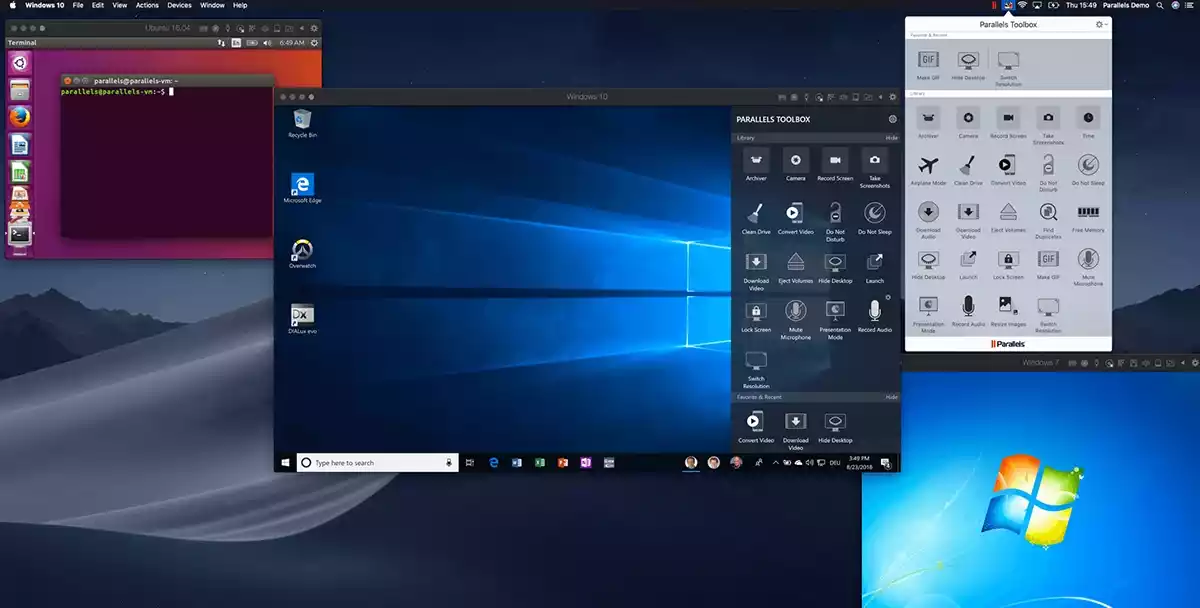 Windows 10 File Edit View Actions Devices Window Help
Thu 15:49 Parallels Demo
Ubuntu 16.04
Terminal
En
6:49 AM
parallels@parallels-vm: ~
parallels@parallels-vm:~$
Windows 10
Recycle Bin
Microsoft Edge
Overwatch
DIALux evo
PARALLELS TOOLBOX
Library Hide
Archiver Camera Record Screen Take
Screenshots
Clean Drive Convert Video Do Not
Disturb Do Not Sleep
Download
Video Eject Volumes Hide Desktop Launch
Lock Screen Mute
Microphone Presentation
Mode Record Audio
Switch
Resolution
Favorite & Recent Hide
Convert Video Download
Video Hide Desktop
Type here to search
DEU
3:49 PM
8/23/2018
Parallels Toolbox
Favorite & Recent
GIF
Make GIF Hide Desktop Switch
Resolution
Library
Archiver Camera Record Screen Take
Screenshots Time
Airplane Mode Clean Drive Convert Video Do Not
Disturb Do Not Sleep
Download
Audio Download
Video Eject Volumes Find
Duplicates Free Memory
GIF
Hide Desktop Launch Lock Screen Make GIF Mute
Microphone
Presentation
Mode Record Audio Resize Images Switch
Resolution
Parallels
Windows 7